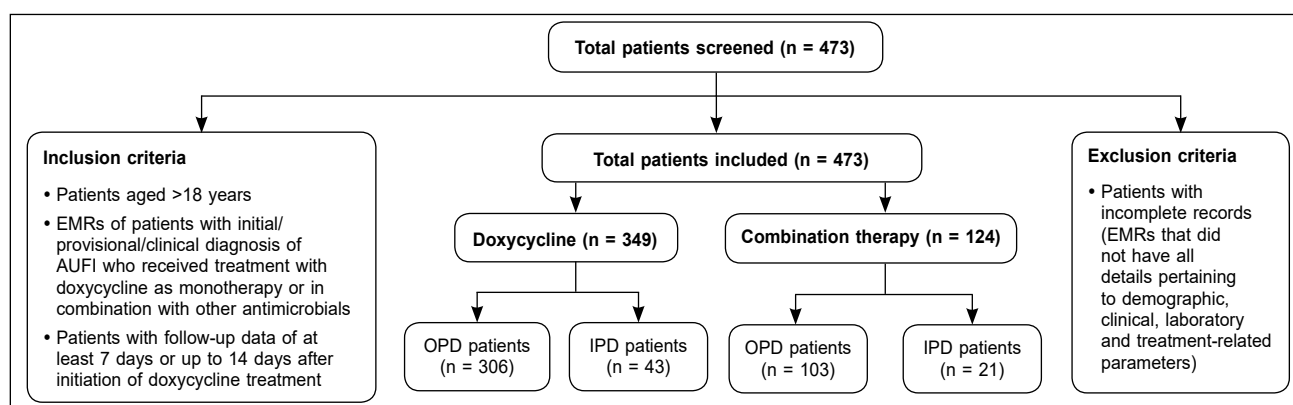 Total patients screened (n = 473)
Inclusion criteria
• Patients aged >18 years
• EMRs of patients with initial/
provisional/clinical diagnosis of
AUFI who received treatment with
doxycycline as monotherapy or in
combination with other antimicrobials
• Patients with follow-up data of at
least 7 days or up to 14 days after
initiation of doxycycline treatment
Total patients included (n = 473)
Doxycycline (n = 349)
Combination therapy (n = 124)
OPD patients
(n = 306)
IPD patients
(n = 43)
OPD patients
(n = 103)
IPD patients
(n = 21)
Exclusion criteria
• Patients with
incomplete records
(EMRs that did
not have all
details pertaining
to demographic,
clinical, laboratory
and treatment-related
parameters)